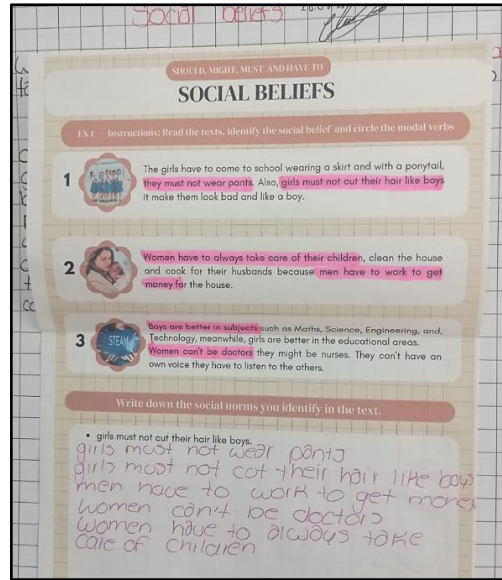 Social beliefs
SHOULD, MIGHT, MUST AND HAVE TO
SOCIAL BELIEFS
EX.1 Instructions: Read the texts, identify the social belief and circle the modal verbs
1
The girls have to come to school wearing a skirt and with a ponytail,
they must not wear pants. Also, girls must not cut their hair like boys
it make them look bad and like a boy.
2
Women have to always take care of their children, clean the house
and cook for their husbands because men have to work to get
money for the house.
3
STEAM
Boys are better in subjects such as Maths, Science, Engineering, and,
Technology, meanwhile, girls are better in the educational areas.
Women can't be doctors they might be nurses. They can't have an
own voice they have to listen to the others.
Write down the social norms you identify in the text.
• girls must not cut their hair like boys.
girls must not wear pants
girls must not cut their hair like boys
men have to work to get money
women can't be doctors
women have to always take
care of children